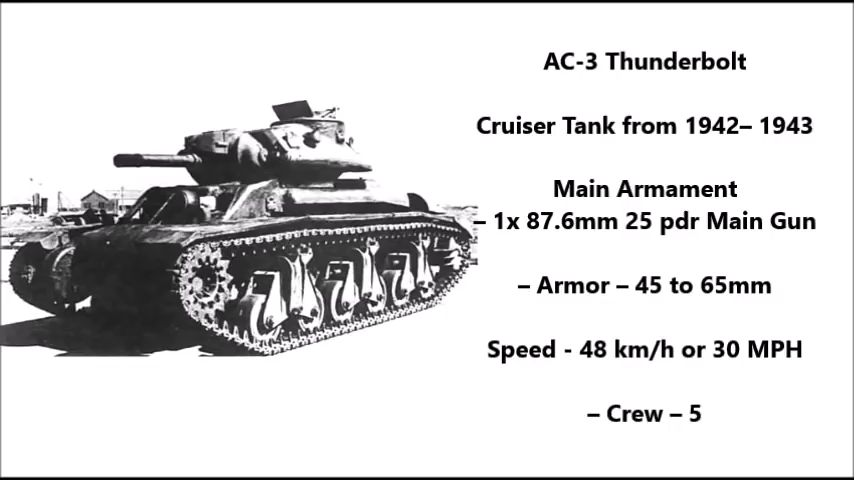 AC-3 Thunderbolt
Cruiser Tank from 1942– 1943
Main Armament
– 1x 87.6mm 25 pdr Main Gun
– Armor – 45 to 65mm
Speed - 48 km/h or 30 MPH
– Crew – 5